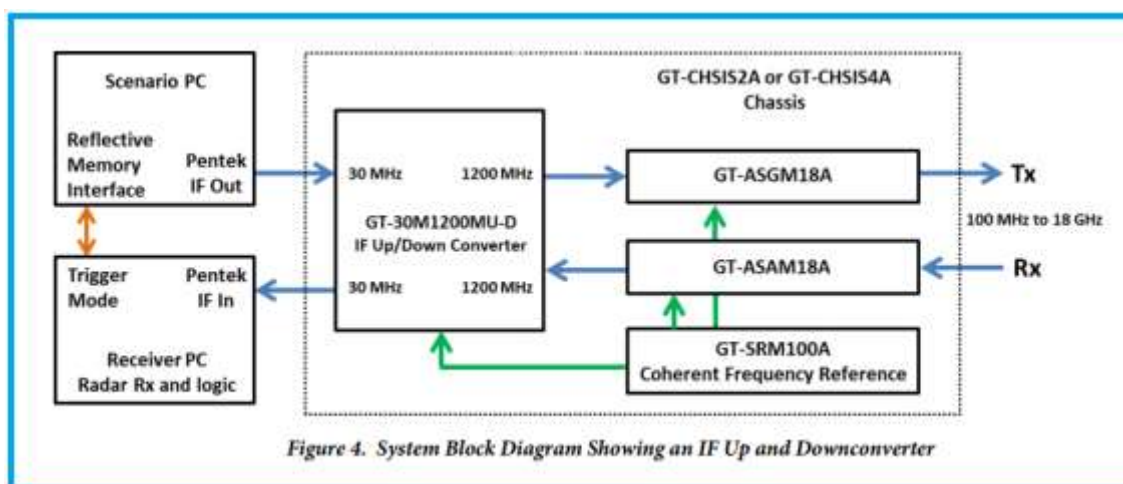 Scenario PC
Reflective
Memory
Interface
Pentek
IF Out
Trigger
Mode
Pentek
IF In
Receiver PC
Radar Rx and logic
GT-CHSIS2A or GT-CHSIS4A
Chassis
30 MHz
1200 MHz
GT-30M1200MU-D
IF Up/Down Converter
30 MHz
1200 MHz
GT-ASGM18A
GT-ASAM18A
GT-SRM100A
Coherent Frequency Reference
Tx
100 MHz to 18 GHz
Rx
Figure 4. System Block Diagram Showing an IF Up and Downconverter